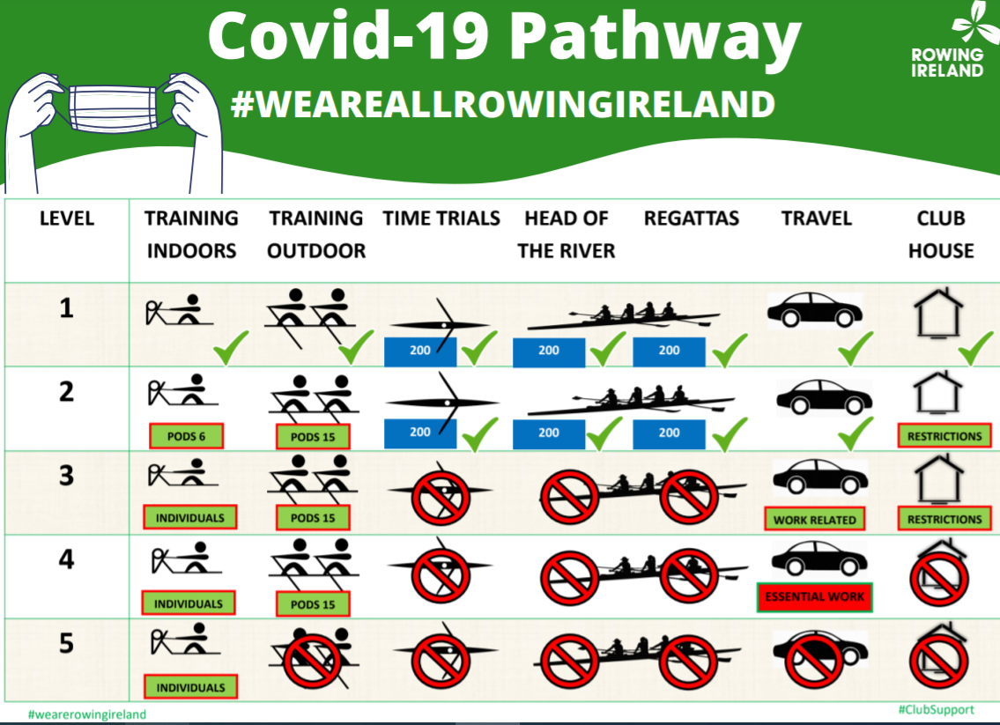 Covid-19 Pathway
ROWING
IRELAND
#WEAREALLROWINGIRELAND
LEVEL TRAINING TRAINING TIME TRIALS HEAD OF REGATTAS TRAVEL CLUB
INDOORS OUTDOOR THE RIVER HOUSE
1
200 200 200
2
PODS 6 PODS 15 200 200 200 RESTRICTIONS
3
INDIVIDUALS PODS 15 WORK RELATED RESTRICTIONS
4
INDIVIDUALS PODS 15 ESSENTIAL WORK
5
INDIVIDUALS
#wearerowingireland #ClubSupport